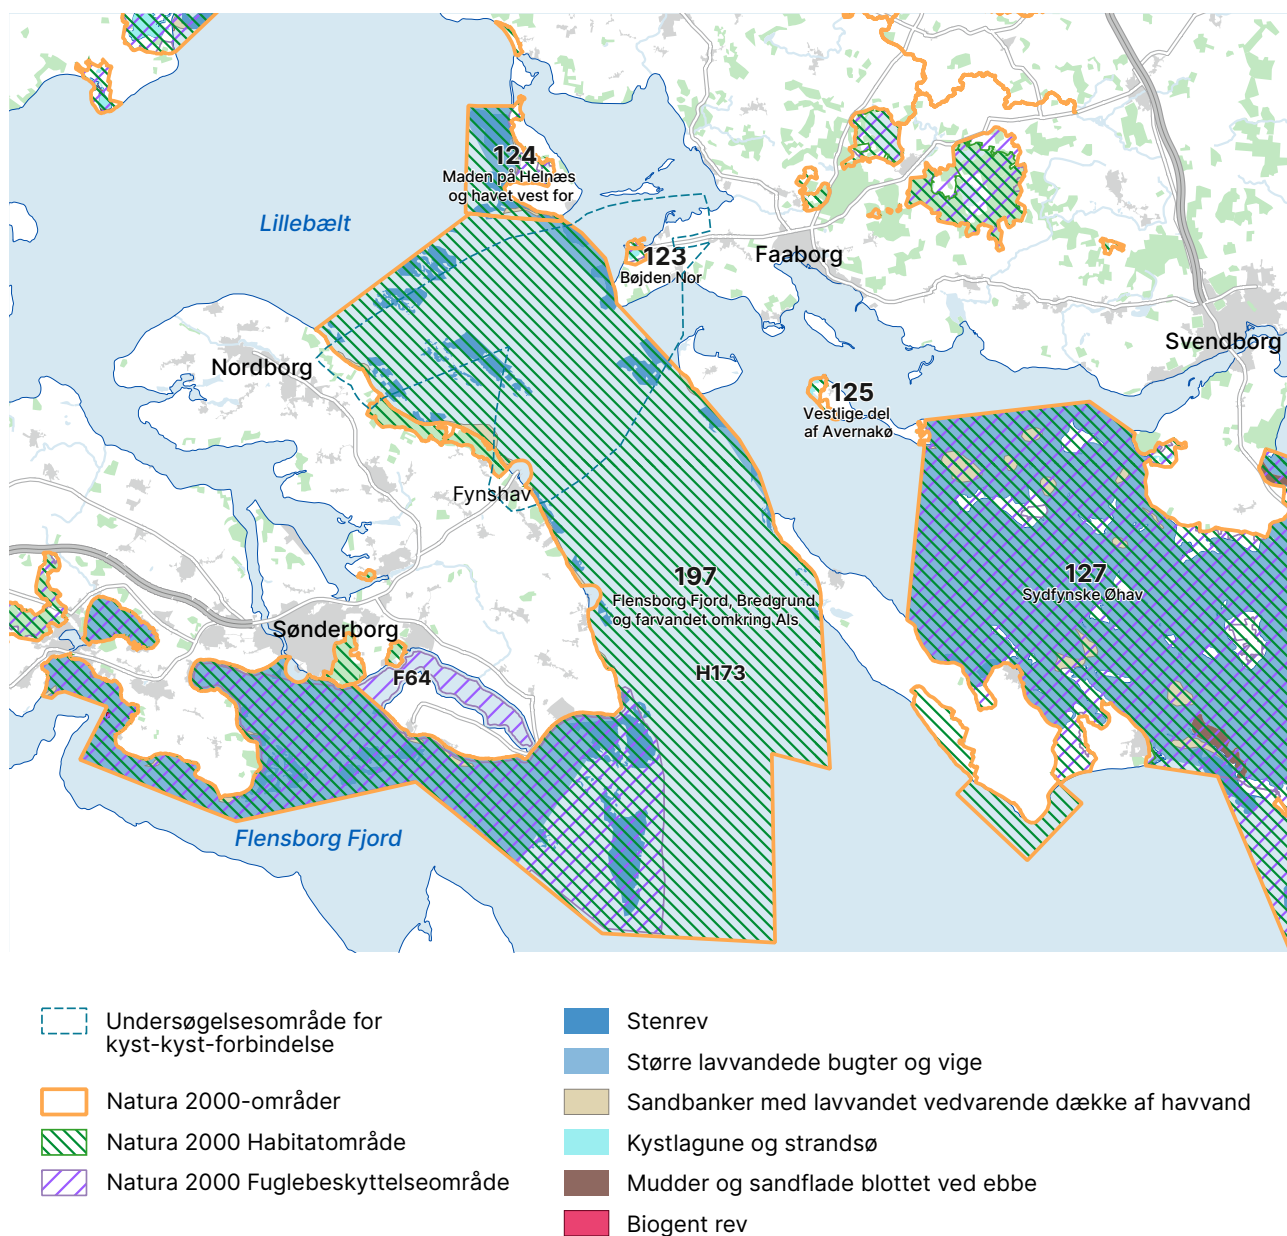 124
Maden på Helnæs
og havet vest for
Lillebælt
123
Bøjden Nor
Faaborg
Svendborg
Nordborg
125
Vestlige del
af Avernakø
Fynshav
197
Flensborg Fjord, Bredgrund
og farvandet omkring Als
127
Sydfynske Øhav
Sønderborg
F64
H173
Flensborg Fjord
Undersøgelsesområde for
kyst-kyst-forbindelse
Natura 2000-områder
Natura 2000 Habitatområde
Natura 2000 Fuglebeskyttelseområde
Stenrev
Større lavvandede bugter og vige
Sandbanker med lavvandet vedvarende dække af havvand
Kystlagune og strandsø
Mudder og sandflade blottet ved ebbe
Biogent rev